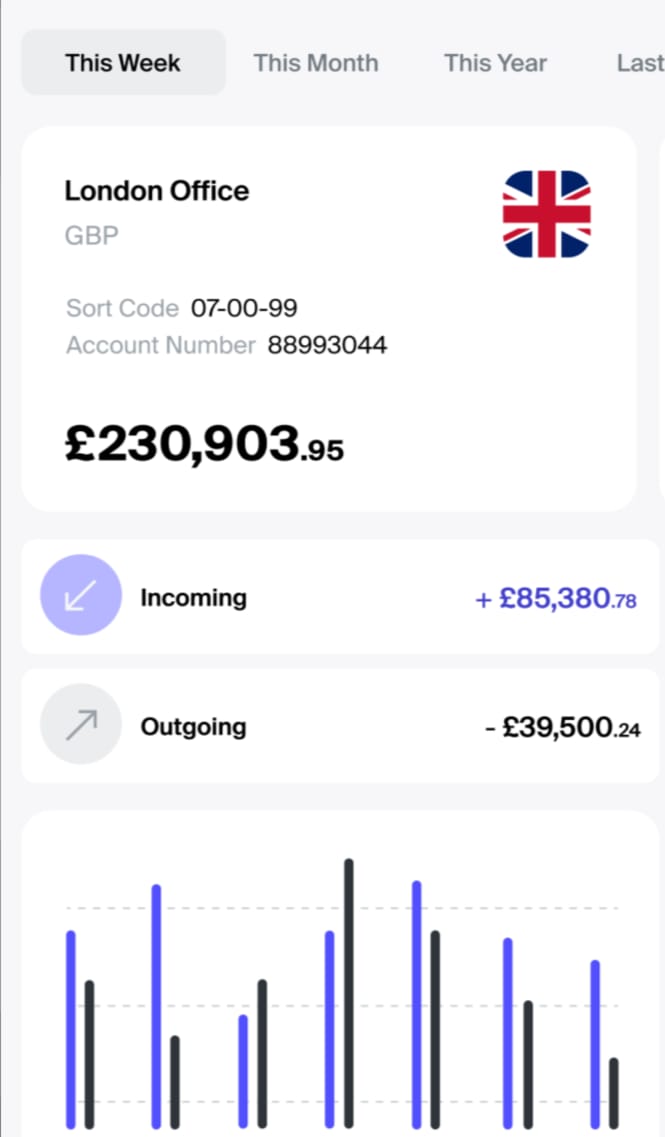 This Week This Month This Year Last
London Office
GBP
Sort Code 07-00-99
Account Number 88993044
£230,903.95
Incoming + £85,380.78
Outgoing - £39,500.24